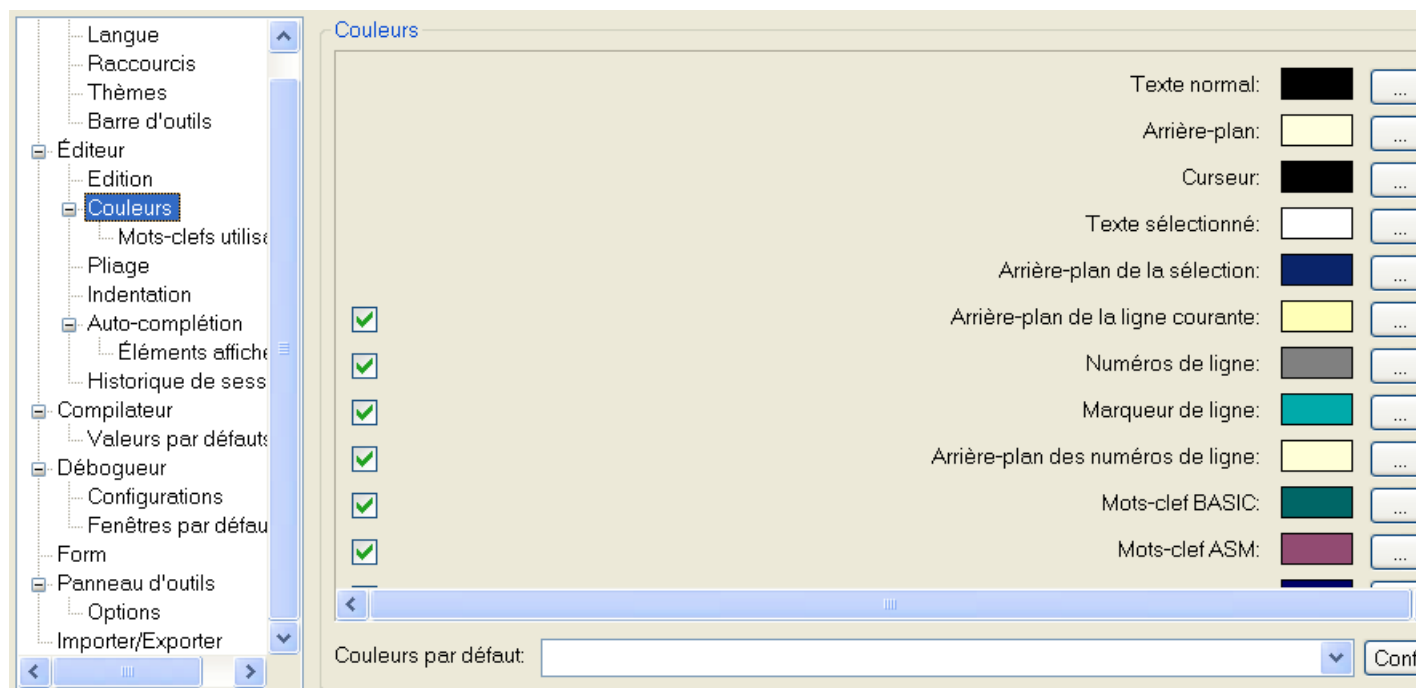 Langue
Raccourcis
Thèmes
Barre d'outils
Éditeur
Edition
Couleurs
Mots-clefs utilisa
Pliage
Indentation
Auto-complétion
Éléments affiche
Historique de sess
Compilateur
Valeurs par défauts
Débogueur
Configurations
Fenêtres par défau
Form
Panneau d'outils
Options
Importer/Exporter
Couleurs
Texte normal: ...
Arrière-plan: ...
Curseur: ...
Texte sélectionné: ...
Arrière-plan de la sélection: ...
Arrière-plan de la ligne courante: ...
Numéros de ligne: ...
Marqueur de ligne: ...
Arrière-plan des numéros de ligne: ...
Mots-clef BASIC: ...
Mots-clef ASM: ...
Couleurs par défaut: Conf